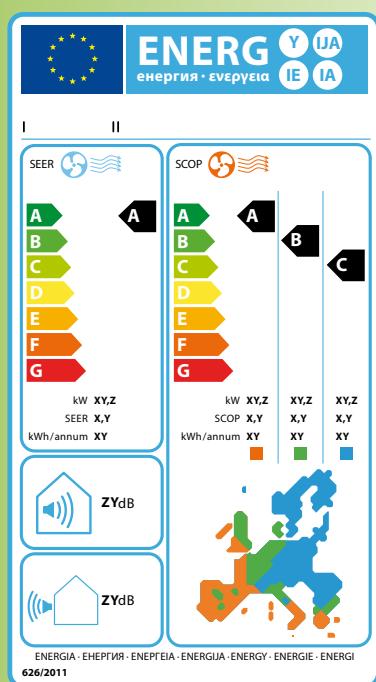 ENERG Y IJA
енергия · ενεργεια IE IA
I II
SEER
A A
B
C
D
E
F
G
kW XY,Z
SEER X,Y
kWh/annum XY
SCOP
A A
B B
C C
D
E
F
G
kW XY,Z XY,Z XY,Z
SCOP X,Y X,Y X,Y
kWh/annum XY XY XY
ZYdB
ZYdB
ENERGIA · ЕНЕРГИЯ · ΕΝΕΡΓΕΙΑ · ENERGIJA · ENERGY · ENERGIE · ENERGI
626/2011